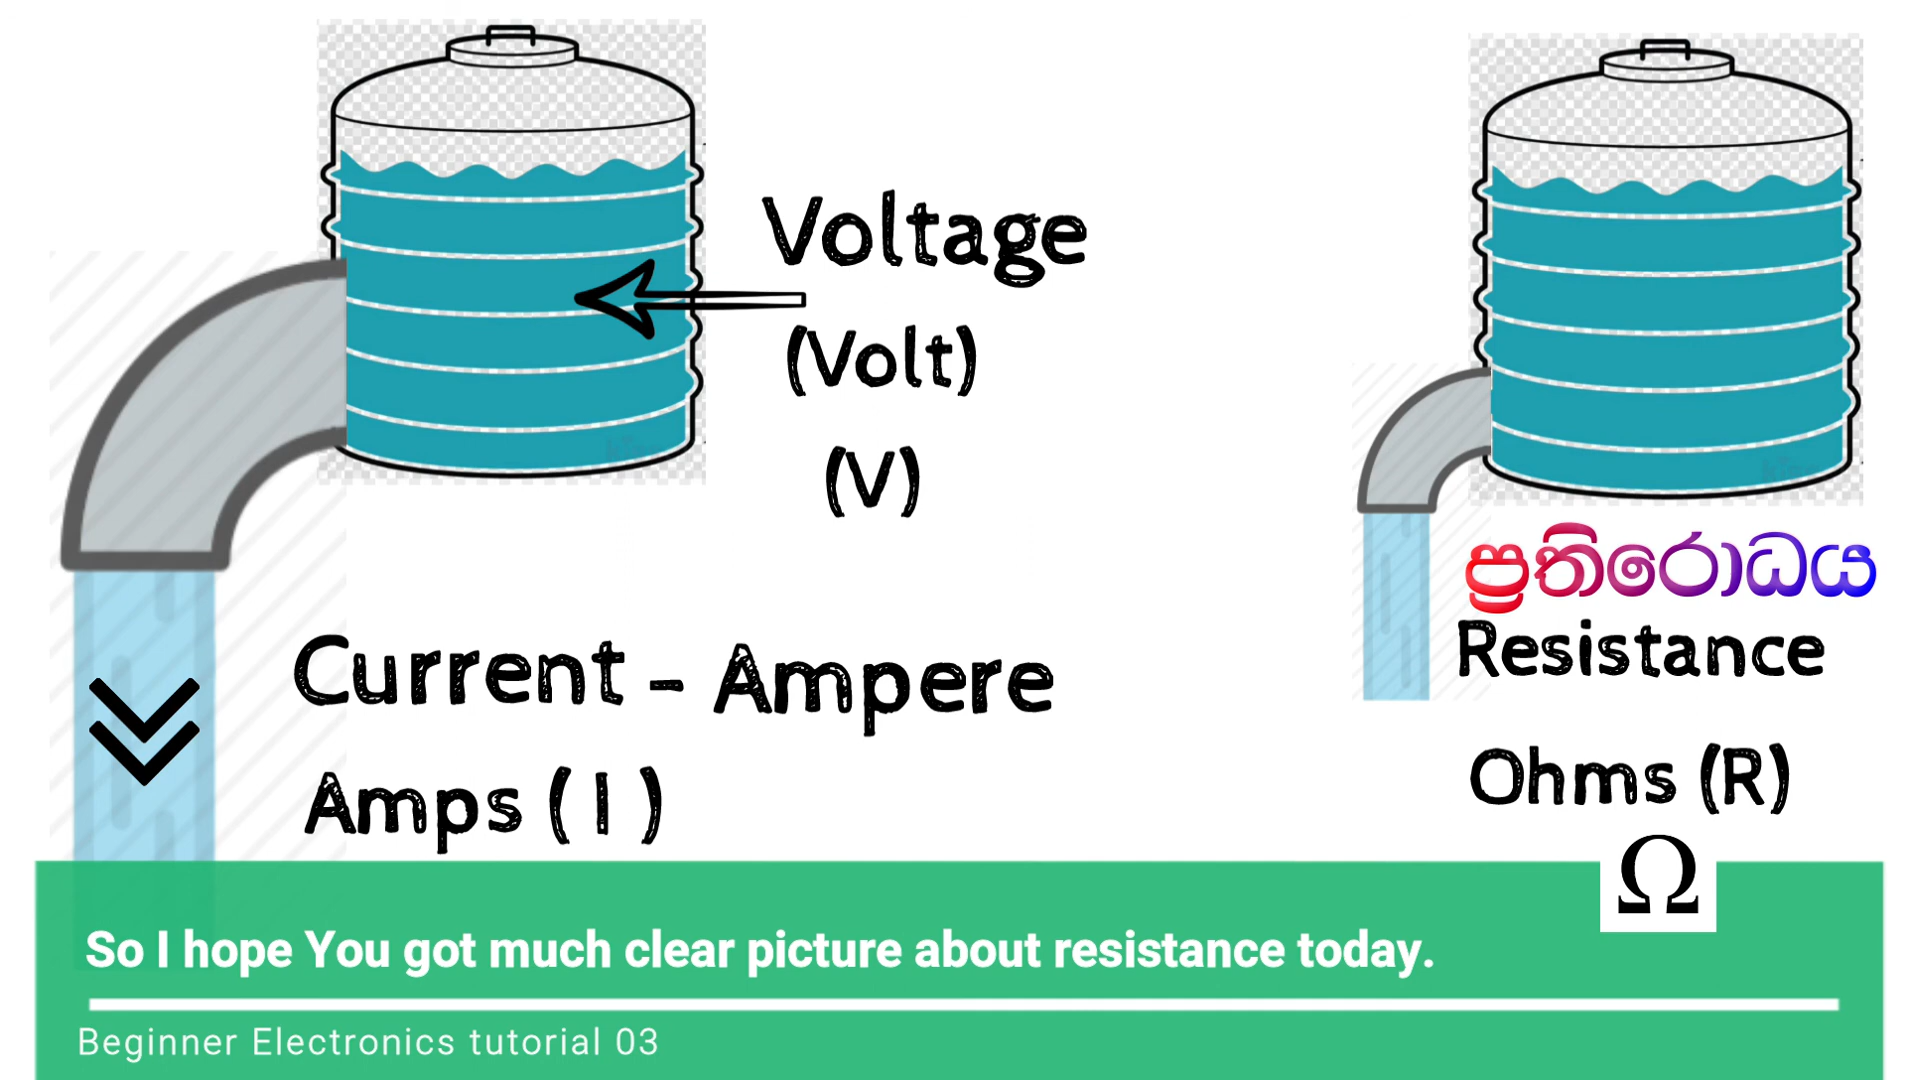 Voltage
(Volt)
(V)
Current - Ampere
Amps ( I )
ප්‍රතිරෝධය
Resistance
Ohms (R)
Ω
So I hope You got much clear picture about resistance today.
Beginner Electronics tutorial 03